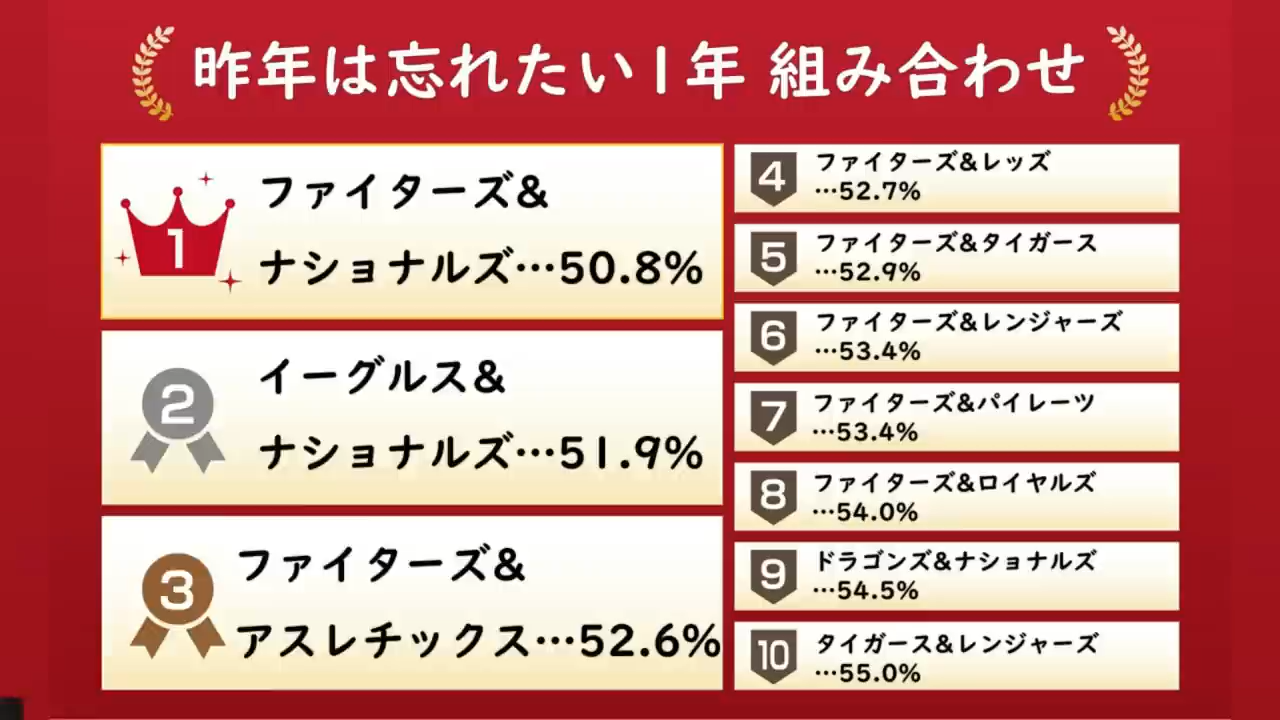 昨年は忘れたい1年 組み合わせ
1
ファイターズ&
ナショナルズ…50.8%
2
イーグルス&
ナショナルズ…51.9%
3
ファイターズ&
アスレチックス…52.6%
4
ファイターズ&レッズ
…52.7%
5
ファイターズ&タイガース
…52.9%
6
ファイターズ&レンジャーズ
…53.4%
7
ファイターズ&パイレーツ
…53.4%
8
ファイターズ&ロイヤルズ
…54.0%
9
ドラゴンズ&ナショナルズ
…54.5%
10
タイガース&レンジャーズ
…55.0%